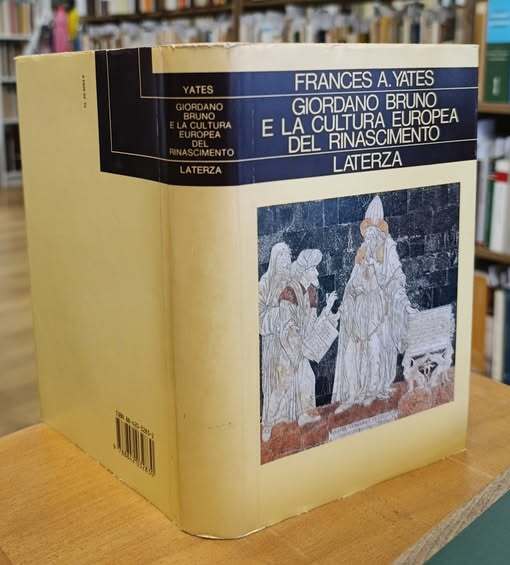 YATES
GIORDANO
BRUNO
E LA CULTURA
EUROPEA
DEL
RINASCIMENTO
LATERZA
FRANCES A. YATES
GIORDANO BRUNO
E LA CULTURA EUROPEA
DEL RINASCIMENTO
LATERZA